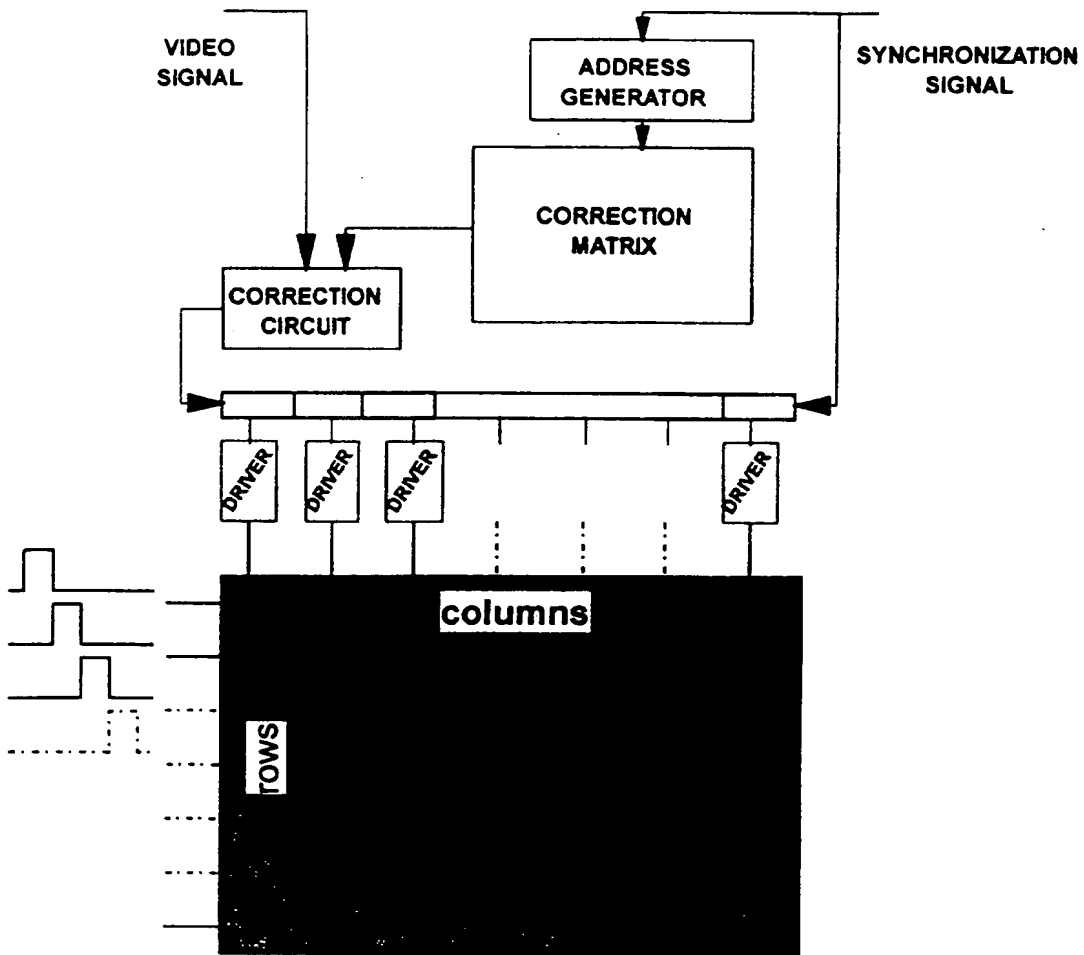 VIDEO
SIGNAL
ADDRESS
GENERATOR
SYNCHRONIZATION
SIGNAL
CORRECTION
MATRIX
CORRECTION
CIRCUIT
DRIVER
DRIVER
DRIVER
DRIVER
columns
rows